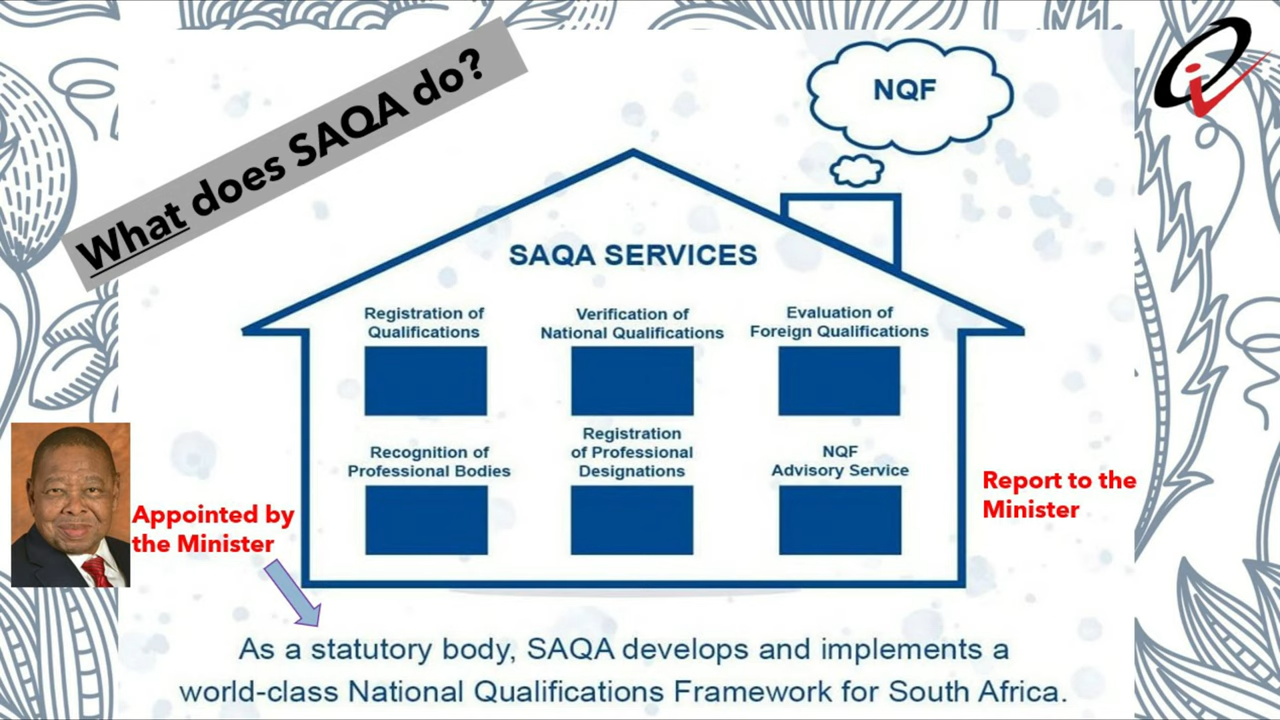 What does SAQA do?
NQF
SAQA SERVICES
Registration of
Qualifications
Verification of
National Qualifications
Evaluation of
Foreign Qualifications
Recognition of
Professional Bodies
Registration
of Professional
Designations
NQF
Advisory Service
Appointed by
the Minister
Report to the
Minister
As a statutory body, SAQA develops and implements a
world-class National Qualifications Framework for South Africa.